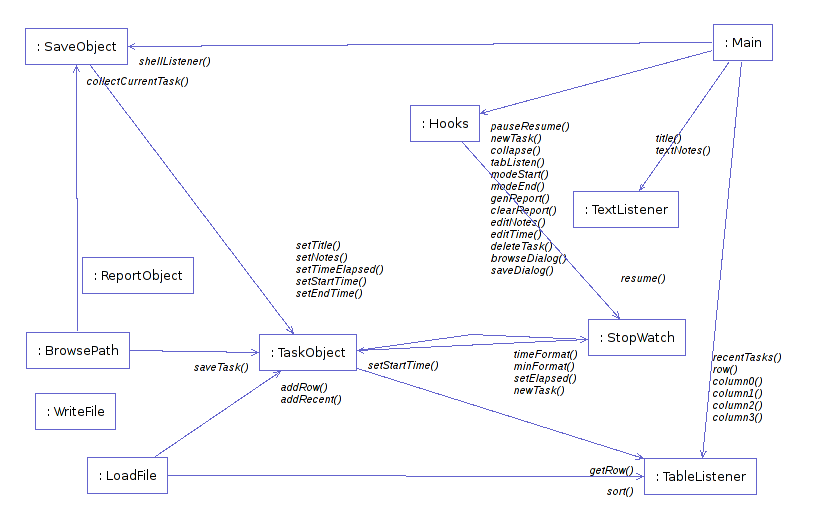 : SaveObject
: Main
shellListener()
collectCurrentTask()
: Hooks
pauseResume()
newTask()
collapse()
tabListen()
modeStart()
modeEnd()
genReport()
clearReport()
editNotes()
editTime()
deleteTask()
browseDialog()
saveDialog()
title()
textNotes()
: TextListener
setTitle()
setNotes()
setTimeElapsed()
setStartTime()
setEndTime()
: ReportObject
resume()
: BrowsePath
: TaskObject
: StopWatch
saveTask()
setStartTime()
timeFormat()
minFormat()
setElapsed()
newTask()
recentTasks()
row()
column0()
column1()
column2()
column3()
addRow()
addRecent()
: WriteFile
: LoadFile
getRow()
sort()
: TableListener